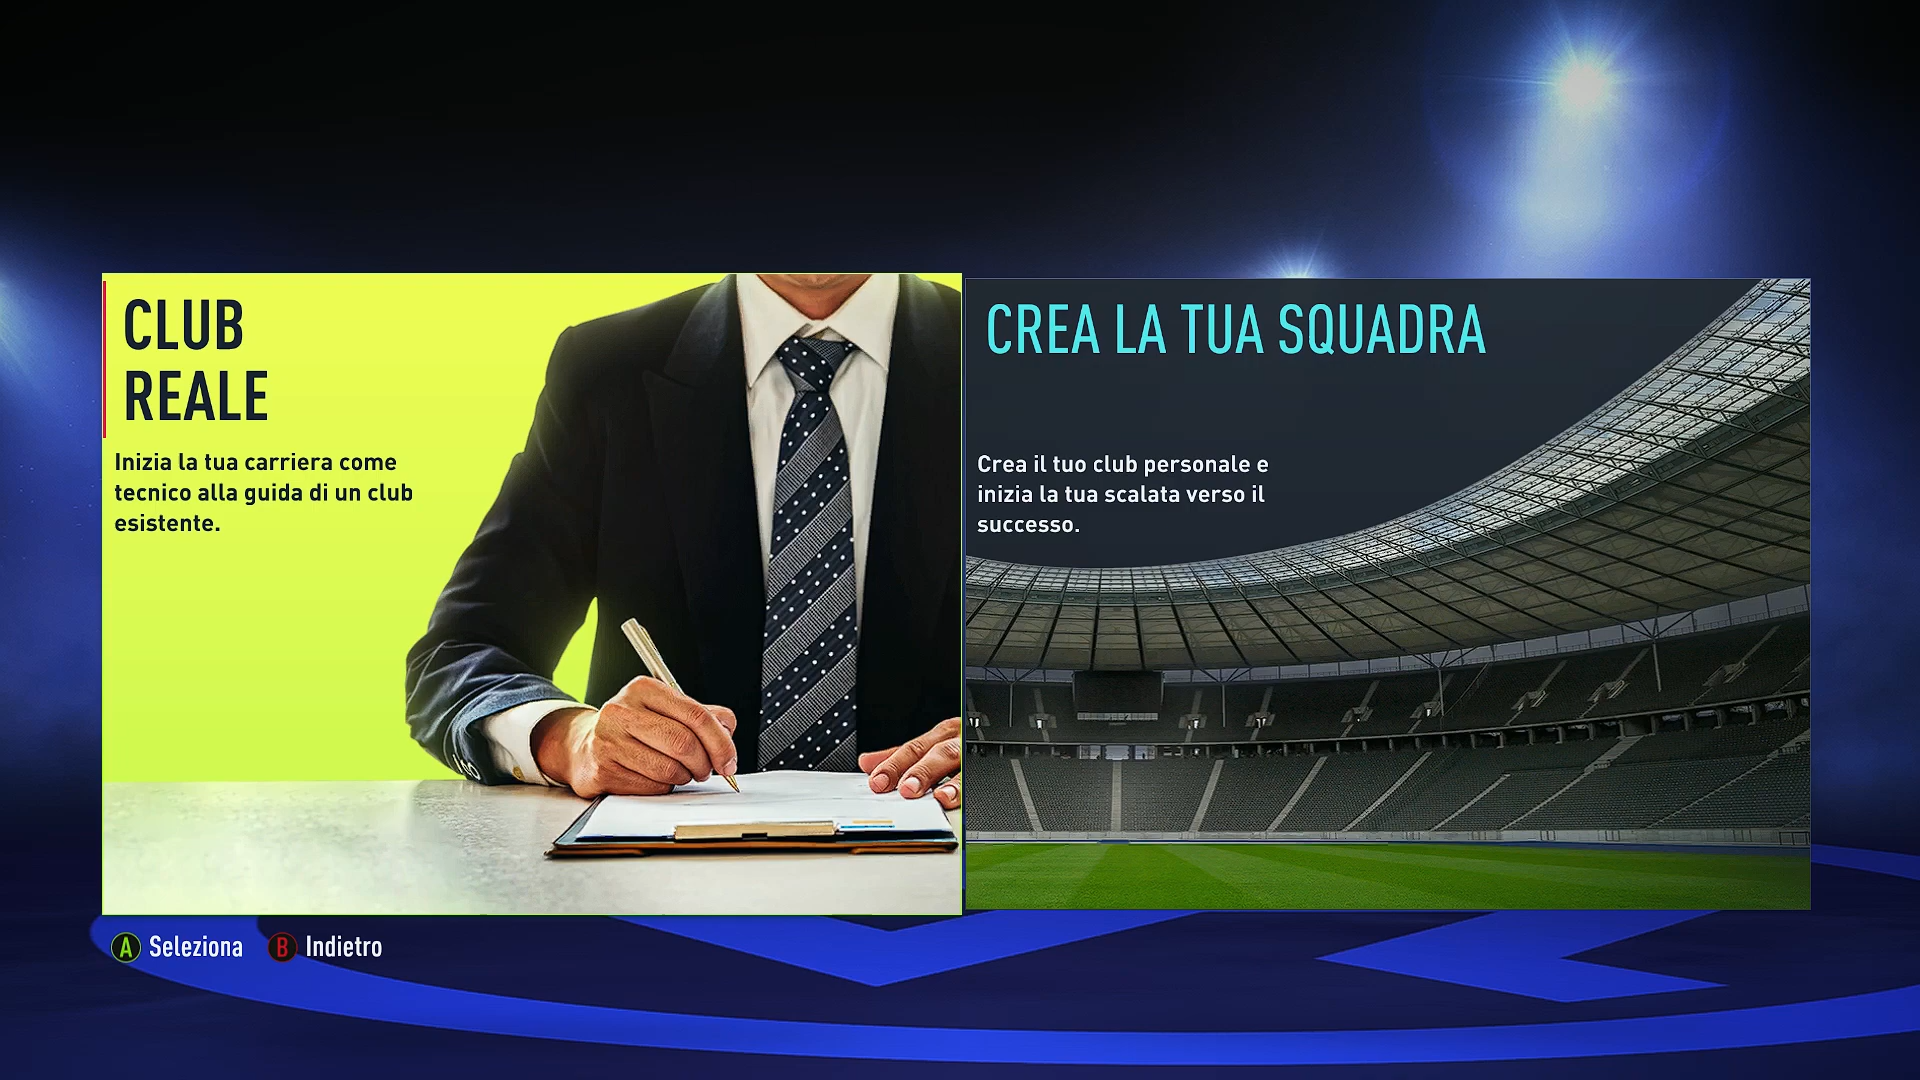 CLUB
REALE
Inizia la tua carriera come
tecnico alla guida di un club
esistente.
CREA LA TUA SQUADRA
Crea il tuo club personale e
inizia la tua scalata verso il
successo.
A Seleziona B Indietro